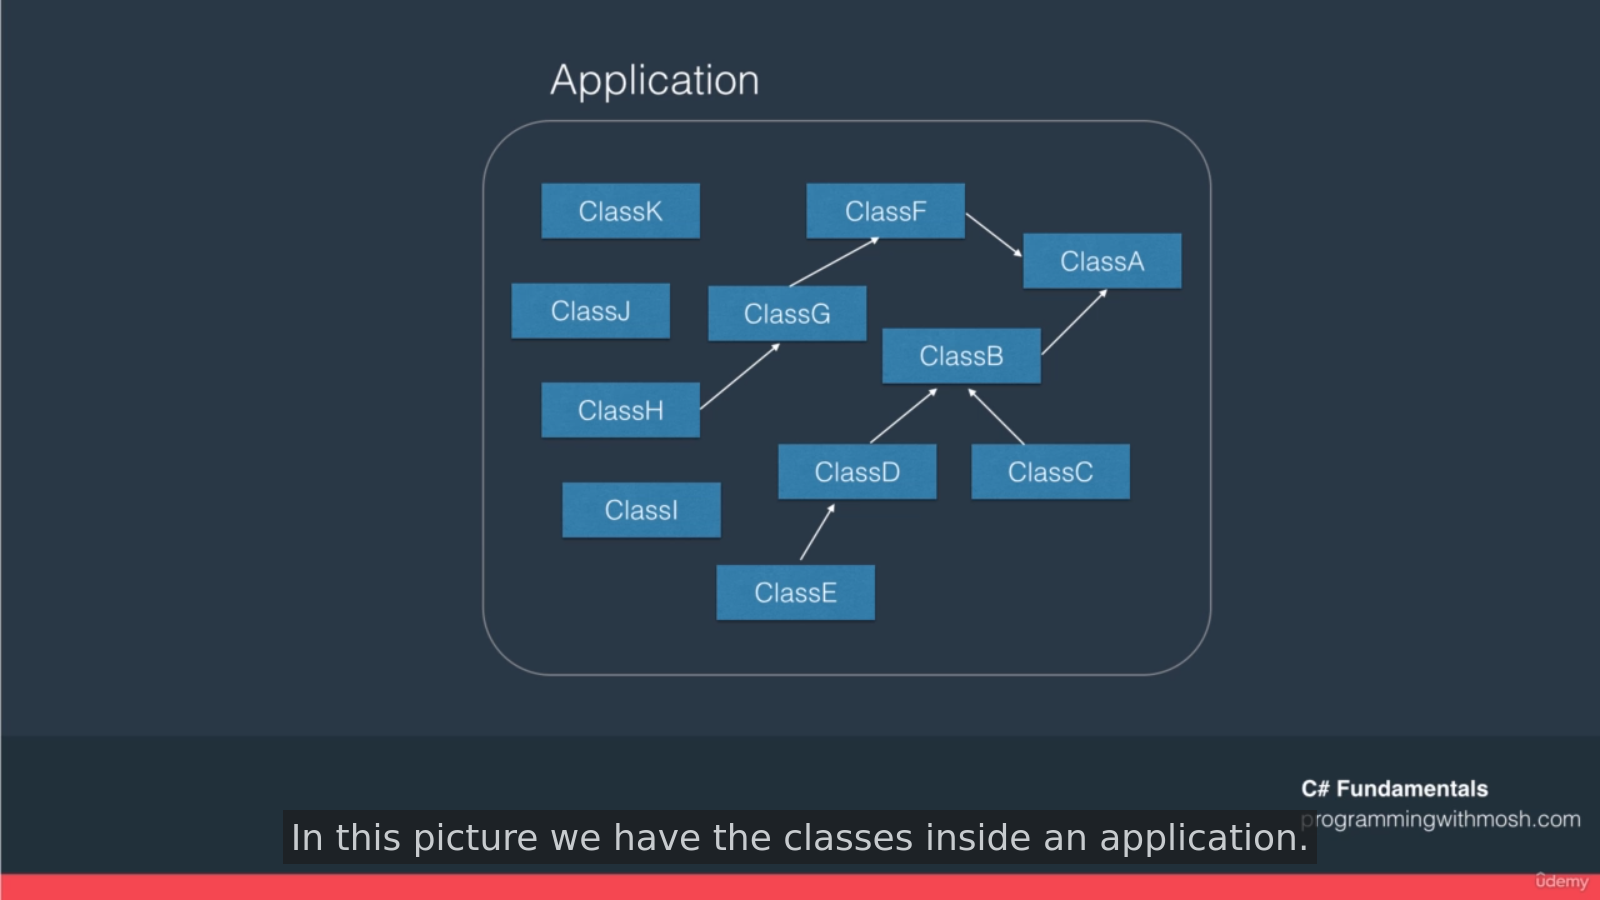 Application
ClassK
ClassF
ClassA
ClassJ
ClassG
ClassB
ClassH
ClassD
ClassC
ClassI
ClassE
C# Fundamentals
programmingwithmosh.com
In this picture we have the classes inside an application.
ûdemy